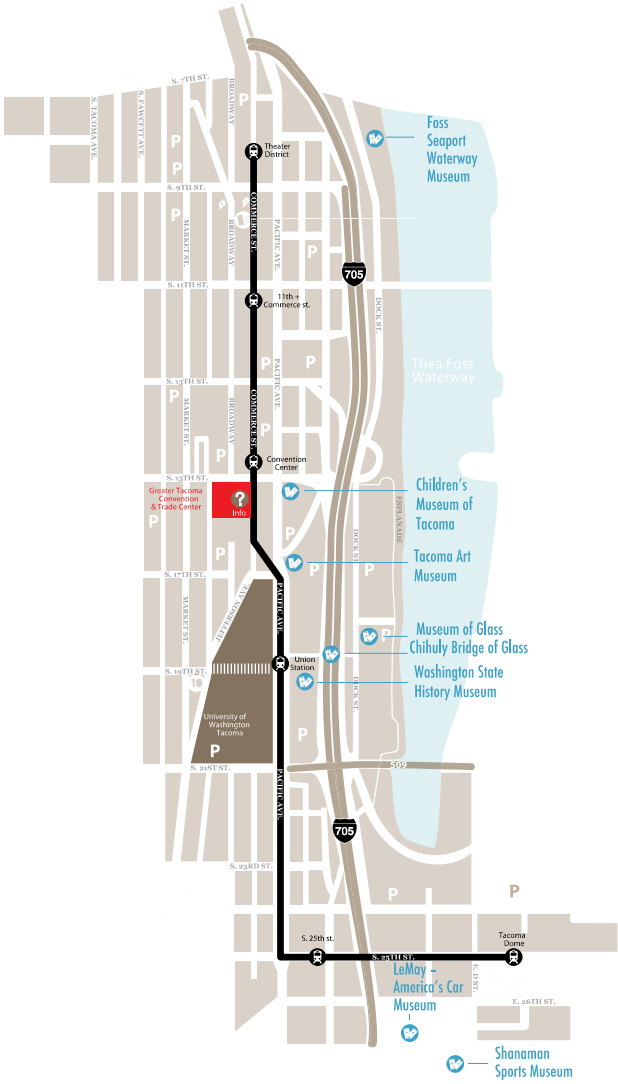 S. 7TH ST.
S. TACOMA AVE.
S. FAWCETT AVE.
BROADWAY
P
P
P
Theater
District
Foss
Seaport
Waterway
Museum
S. 9TH ST.
P
MARKET ST.
BROADWAY
COMMERCE ST.
PACIFIC AVE.
P
705
S. 11TH ST.
11th +
Commerce st.
DOCK ST.
Thea Foss
Waterway
P
P
PACIFIC AVE.
S. 13TH ST.
P
MARKET ST.
BROADWAY
COMMERCE ST.
P
P
Convention
Center
S. 15TH ST.
Greater Tacoma
Convention
& Trade Center
?
Info
Children's
Museum of
Tacoma
ESPLANADE
P
P
P
DOCK ST.
Tacoma Art
Museum
P
P
S. 17TH ST.
MARKET ST.
JEFFERSON AVE.
PACIFIC AVE.
P
Museum of Glass
Chihuly Bridge of Glass
Union
Station
Washington State
History Museum
S. 19TH ST.
DOCK ST.
University of
Washington
Tacoma
P
P
S. 21ST ST.
509
PACIFIC AVE.
705
S. 23RD ST.
P
P
S. 25th st.
Tacoma
Dome
S. 25TH ST.
LeMay –
America's Car
Museum
E. D ST.
E. 26TH ST.
Shanaman
Sports Museum